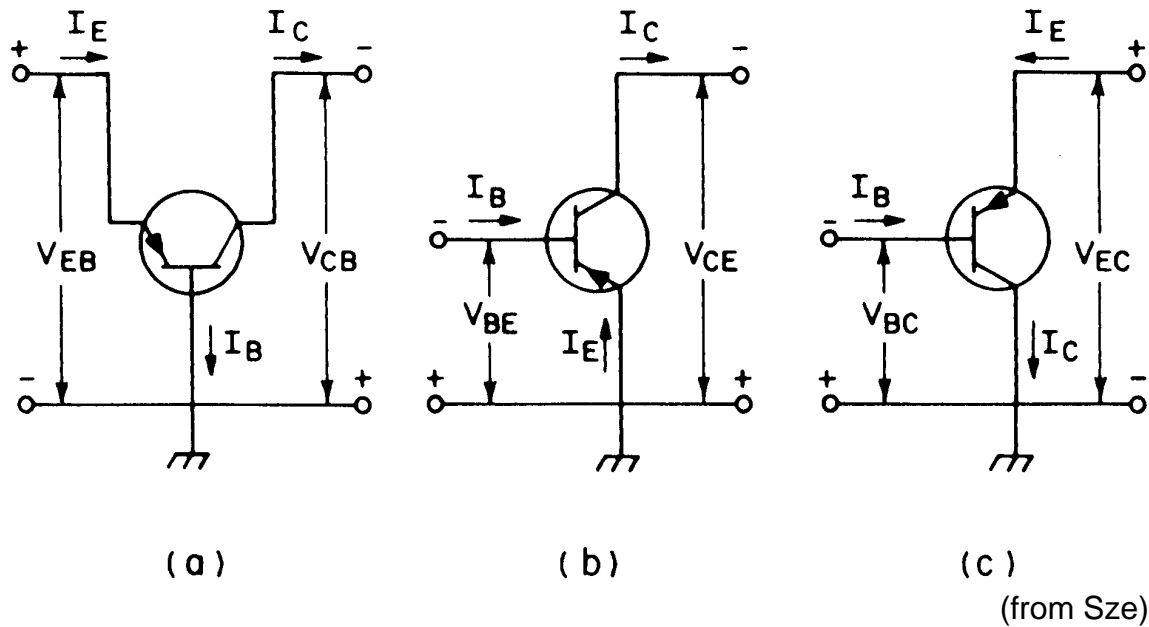 I_E I_C
+ -
V_EB V_CB
I_B
- +
(a)
I_C
-
I_B
-
V_BE V_CE
I_E
+ +
(b)
I_E
+
I_B
-
V_BC V_EC
I_C
+ -
(c)
(from Sze)